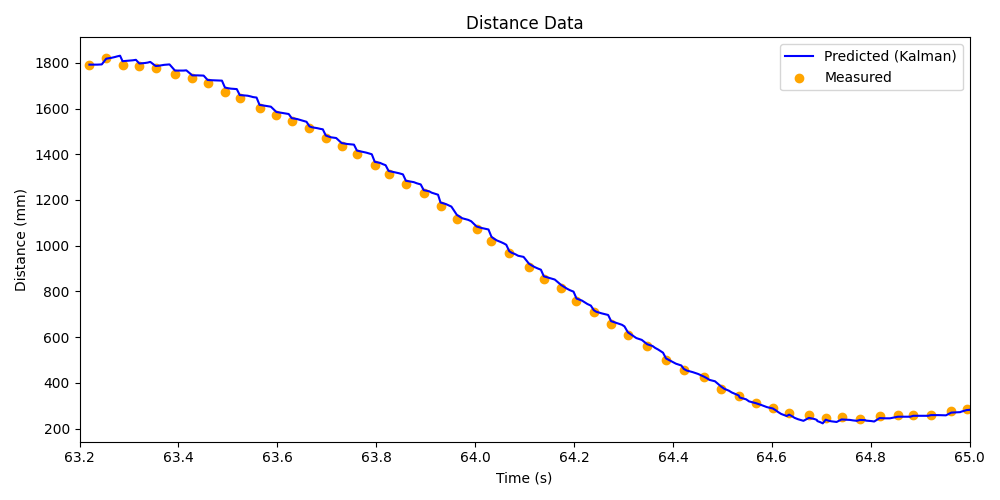 Distance Data
Predicted (Kalman)
Measured
Distance (mm)
1800
1600
1400
1200
1000
800
600
400
200
63.2 63.4 63.6 63.8 64.0 64.2 64.4 64.6 64.8 65.0
Time (s)